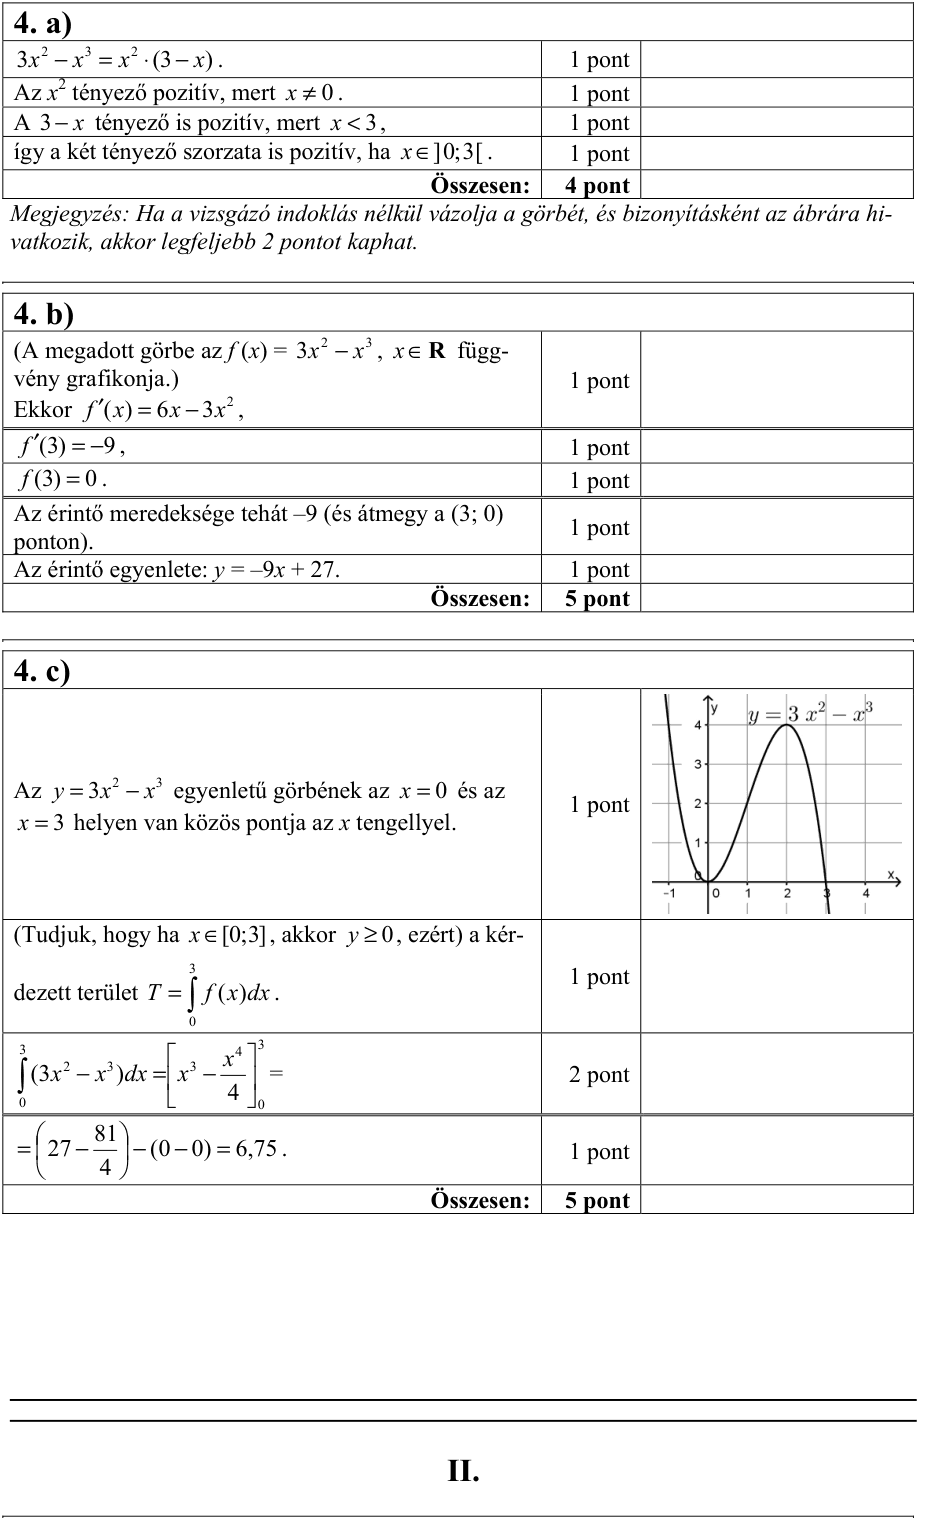 4. a)
3x² – x³ = x² · (3 – x) . 1 pont
Az x² tényező pozitív, mert x ≠ 0 . 1 pont
A 3 – x tényező is pozitív, mert x < 3 , 1 pont
így a két tényező szorzata is pozitív, ha x ∈ ]0;3[ . 1 pont
Összesen: 4 pont
Megjegyzés: Ha a vizsgázó indoklás nélkül vázolja a görbét, és bizonyításként az ábrára hi-
vatkozik, akkor legfeljebb 2 pontot kaphat.
4. b)
(A megadott görbe az f (x) = 3x² – x³ , x ∈ R függ-
vény grafikonja.)
Ekkor f′(x) = 6x – 3x² ,
1 pont
f′(3) = –9 , 1 pont
f (3) = 0 . 1 pont
Az érintő meredeksége tehát –9 (és átmegy a (3; 0)
ponton).
1 pont
Az érintő egyenlete: y = –9x + 27. 1 pont
Összesen: 5 pont
4. c)
Az y = 3x² – x³ egyenletű görbének az x = 0 és az
x = 3 helyen van közös pontja az x tengellyel.
1 pont
y
y = 3 x² – x³
4
3
2
1
0
x
–1 0 1 2 3 4
(Tudjuk, hogy ha x ∈ [0;3] , akkor y ≥ 0 , ezért) a kér-
dezett terület T = ∫₀³ f (x)dx .
1 pont
∫₀³ (3x² – x³ )dx = [x³ – x⁴/4]₀³ = 2 pont
= (27 – 81/4) – (0 – 0) = 6,75 . 1 pont
Összesen: 5 pont
II.